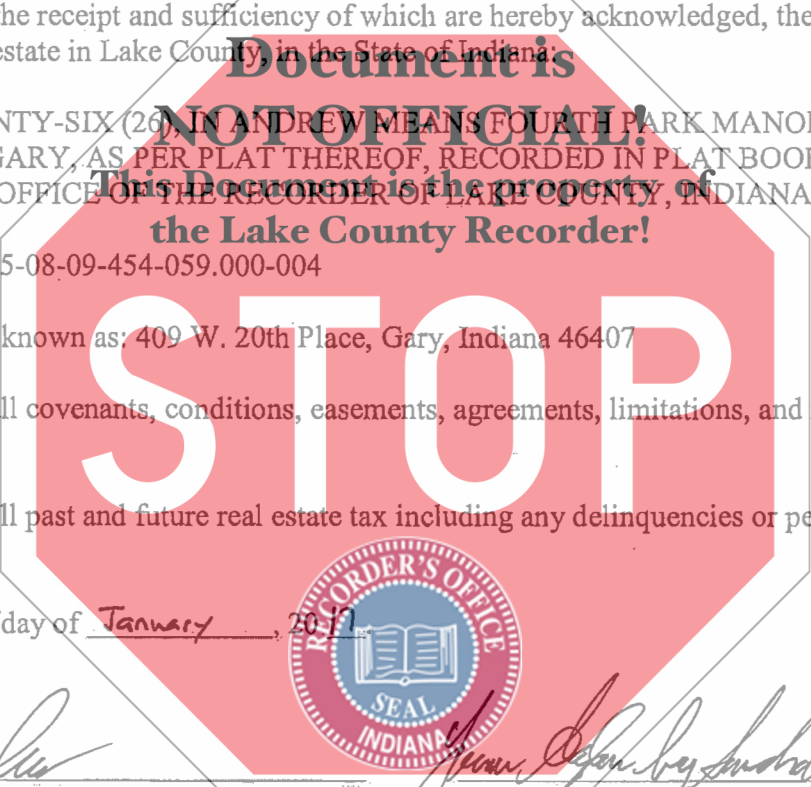 he receipt and sufficiency of which are hereby acknowledged, the
estate in Lake County, in the State of Indiana:
Document is
NOT OFFICIAL!
NTY-SIX (26), IN ANDREW MEANS FOURTH PARK MANOR
GARY, AS PER PLAT THEREOF, RECORDED IN PLAT BOO
This Document is the property of
OFFICE OF THE RECORDER OF LAKE COUNTY, INDIANA
the Lake County Recorder!
5-08-09-454-059.000-004
known as: 409 W. 20th Place, Gary, Indiana 46407
STOP
ll covenants, conditions, easements, agreements, limitations, and
ll past and future real estate tax including any delinquencies or pe
day of January, 2017
RECORDER'S OFFICE
SEAL
INDIANA
by